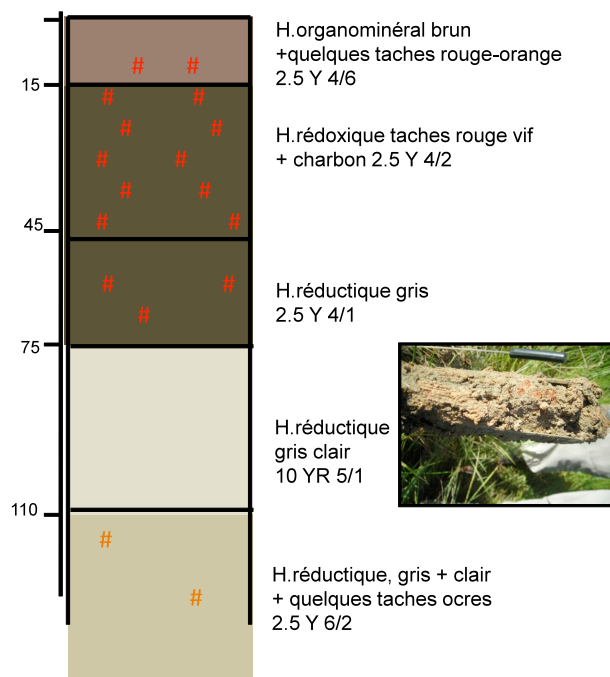 H.organominéral brun
+quelques taches rouge-orange
2.5 Y 4/6
# #
15
# #
# #
H.rédoxique taches rouge vif
+ charbon 2.5 Y 4/2
# #
# #
# #
45
# #
#
H.réductique gris
2.5 Y 4/1
75
H.réductique
gris clair
10 YR 5/1
110
#
#
H.réductique, gris + clair
+ quelques taches ocres
2.5 Y 6/2